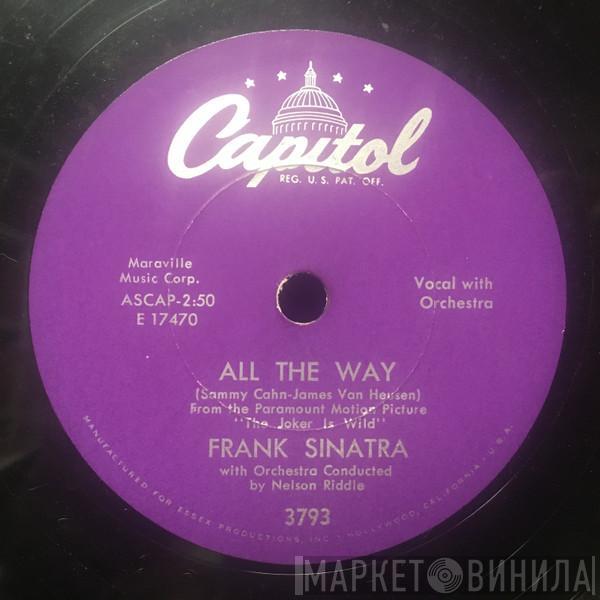 Capitol
REG. U.S. PAT. OFF.
Maraville
Music Corp.
ASCAP-2:50
E 17470
Vocal with
Orchestra
ALL THE WAY
(Sammy Cahn-James Van Heusen)
From the Paramount Motion Picture
"The Joker Is Wild"
FRANK SINATRA
with Orchestra Conducted
by Nelson Riddle
3793
MANUFACTURED FOR ESSEX PRODUCTIONS, INC., HOLLYWOOD, CALIFORNIA · U.S.A.
МАРКЕТ ВИНИЛА